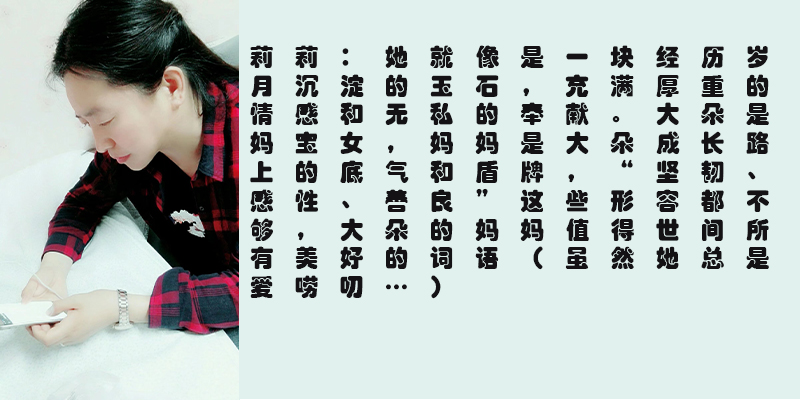 莉莉：她就像是一块经历岁
月沉淀的玉石，充满厚重的
情感和无私的奉献。大朵是
妈宝女，妈妈是大朵成长路
上的底气和盾牌，“坚韧、
感性、善良”这些形容都不
够，大朵的妈妈值得世间所
有美好的词语（虽然她总是
爱唠叨…）